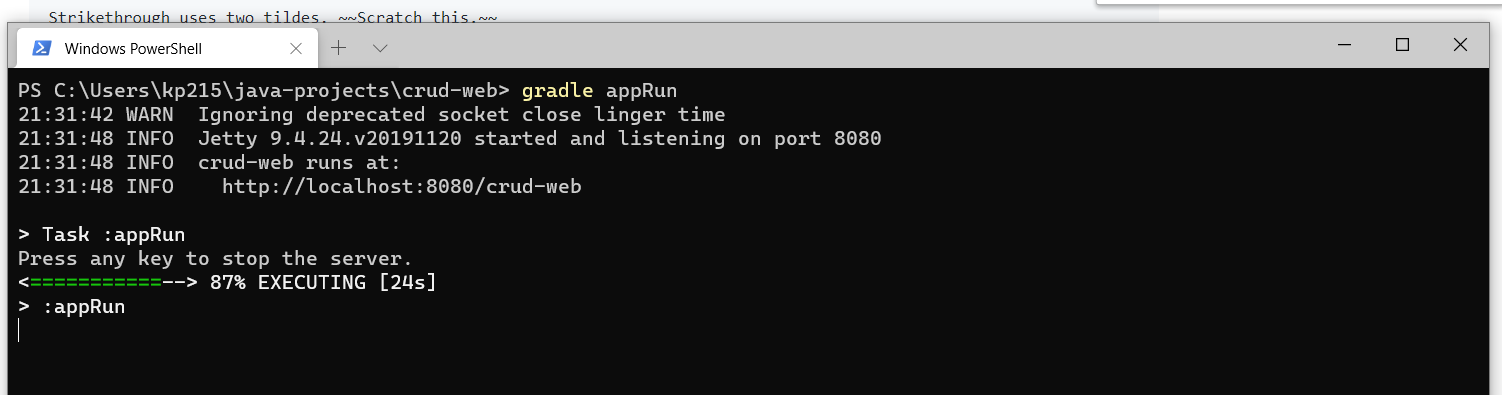 Strikethrough uses two tildes. ~~Scratch this.~~
Windows PowerShell
PS C:\Users\kp215\java-projects\crud-web> gradle appRun
21:31:42 WARN  Ignoring deprecated socket close linger time
21:31:48 INFO  Jetty 9.4.24.v20191120 started and listening on port 8080
21:31:48 INFO  crud-web runs at:
21:31:48 INFO    http://localhost:8080/crud-web
> Task :appRun
Press any key to stop the server.
<===========--> 87% EXECUTING [24s]
> :appRun